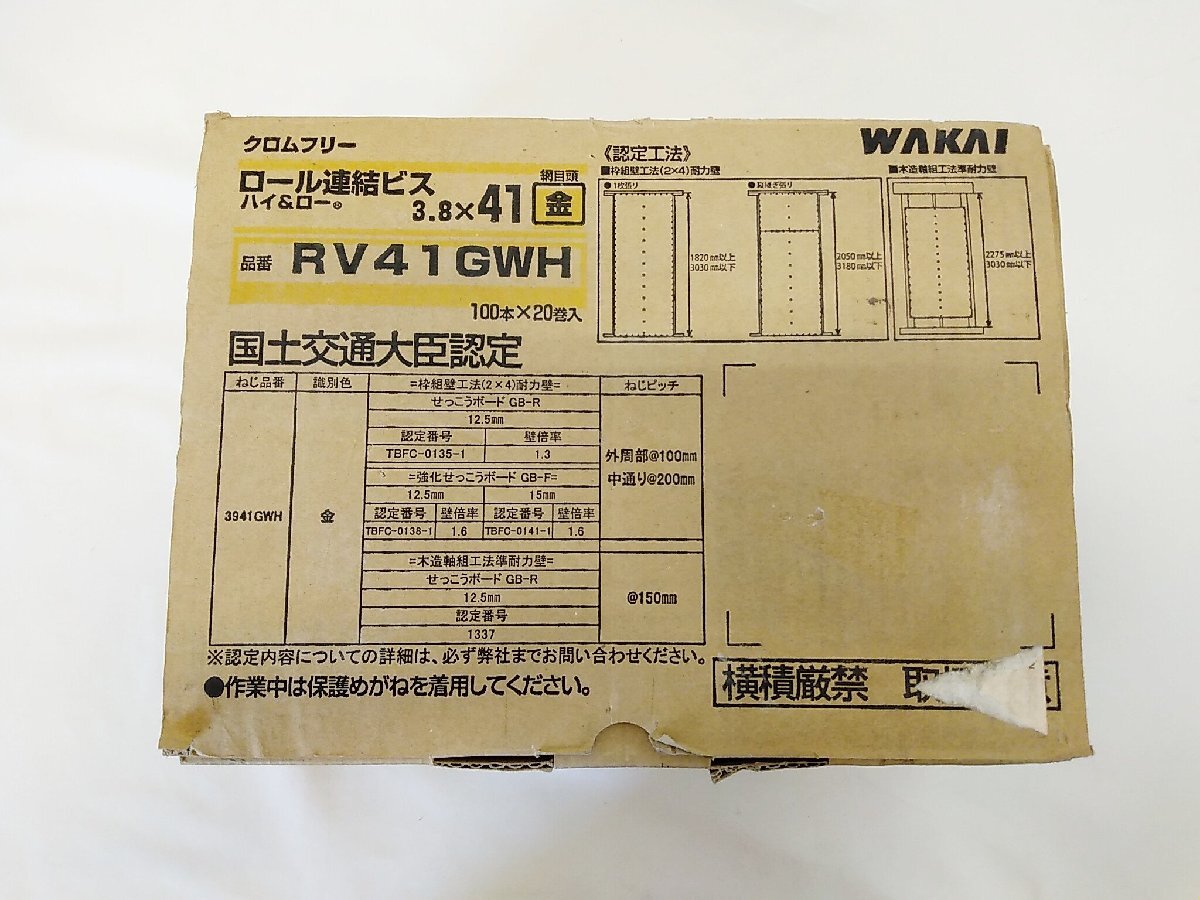 クロムフリー
ロール連結ビス
ハイ&ロー®
3.8×41
網目頭
金
品番 RV41GWH
100本×20巻入
国土交通大臣認定
WAKAI
《認定工法》
■枠組壁工法(2×4)耐力壁
●1枚張り
1820㎜以上
3030㎜以下
2050㎜以上
3180㎜以下
■木造軸組工法準耐力壁
2275㎜以上
3030㎜以下
ねじ品番 識別色 =枠組壁工法(2×4)耐力壁= ねじピッチ
せっこうボード GB-R
12.5mm
認定番号 壁倍率
TBFC-0135-1 1.3
外周部@100mm
中通り@200mm
=強化せっこうボード GB-F=
12.5mm 15mm
認定番号 壁倍率 認定番号 壁倍率
TBFC-0138-1 1.6 TBFC-0141-1 1.6
3941GWH 金
=木造軸組工法準耐力壁=
せっこうボード GB-R
12.5mm
認定番号
1337
@150mm
※認定内容についての詳細は、必ず弊社までお問い合わせください。
●作業中は保護めがねを着用してください。
横積厳禁 取